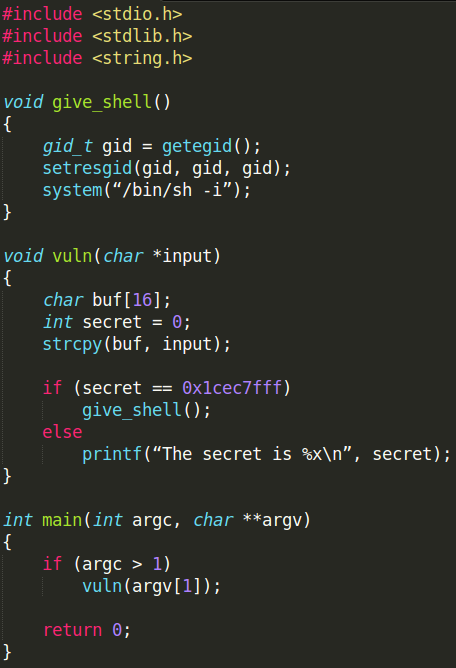 #include <stdio.h>
#include <stdlib.h>
#include <string.h>

void give_shell()
{
    gid_t gid = getegid();
    setresgid(gid, gid, gid);
    system(“/bin/sh -i”);
}

void vuln(char *input)
{
    char buf[16];
    int secret = 0;
    strcpy(buf, input);

    if (secret == 0x1cec7fff)
        give_shell();
    else
        printf(“The secret is %x\n”, secret);
}

int main(int argc, char **argv)
{
    if (argc > 1)
        vuln(argv[1]);

    return 0;
}